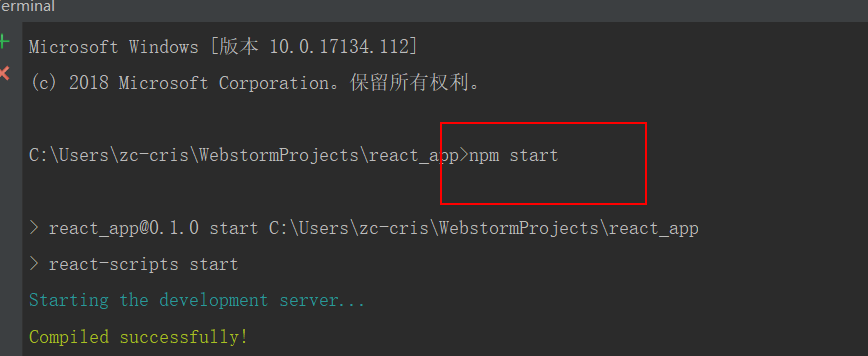 Terminal
Microsoft Windows [版本 10.0.17134.112]
(c) 2018 Microsoft Corporation。保留所有权利。
C:\Users\zc-cris\WebstormProjects\react_app>npm start
> react_app@0.1.0 start C:\Users\zc-cris\WebstormProjects\react_app
> react-scripts start
Starting the development server...
Compiled successfully!